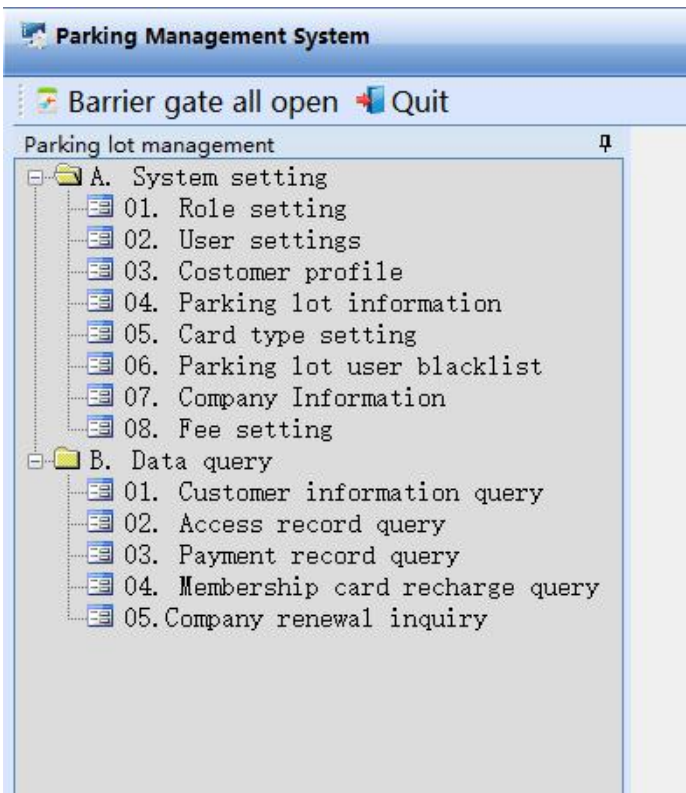 Parking Management System
Barrier gate all open Quit
Parking lot management
A. System setting
01. Role setting
02. User settings
03. Costomer profile
04. Parking lot information
05. Card type setting
06. Parking lot user blacklist
07. Company Information
08. Fee setting
B. Data query
01. Customer information query
02. Access record query
03. Payment record query
04. Membership card recharge query
05.Company renewal inquiry